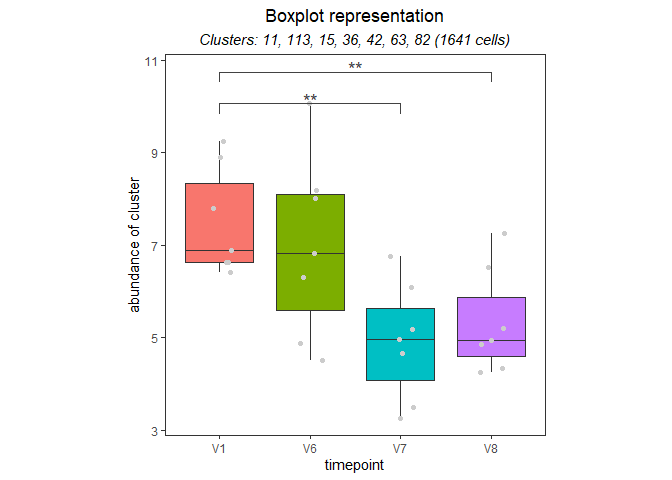 Boxplot representation
Clusters: 11, 113, 15, 36, 42, 63, 82 (1641 cells)
11
**
**
9
7
5
3
abundance of cluster
V1 V6 V7 V8
timepoint